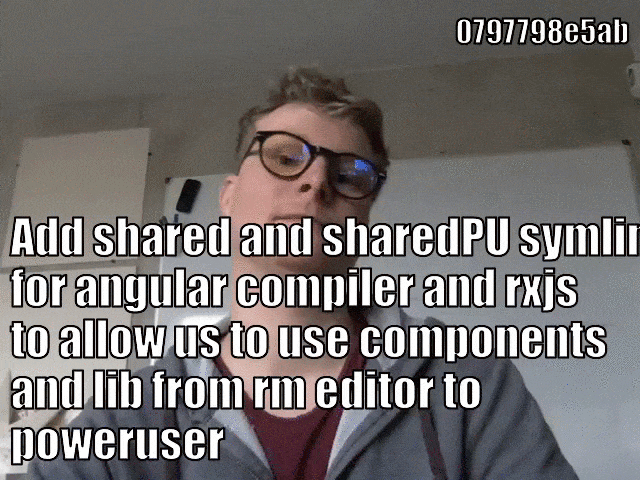 0797798e5ab
Add shared and sharedPU
for angular compiler and rxjs
to allow us to use components
and lib from rm editor to
poweruser